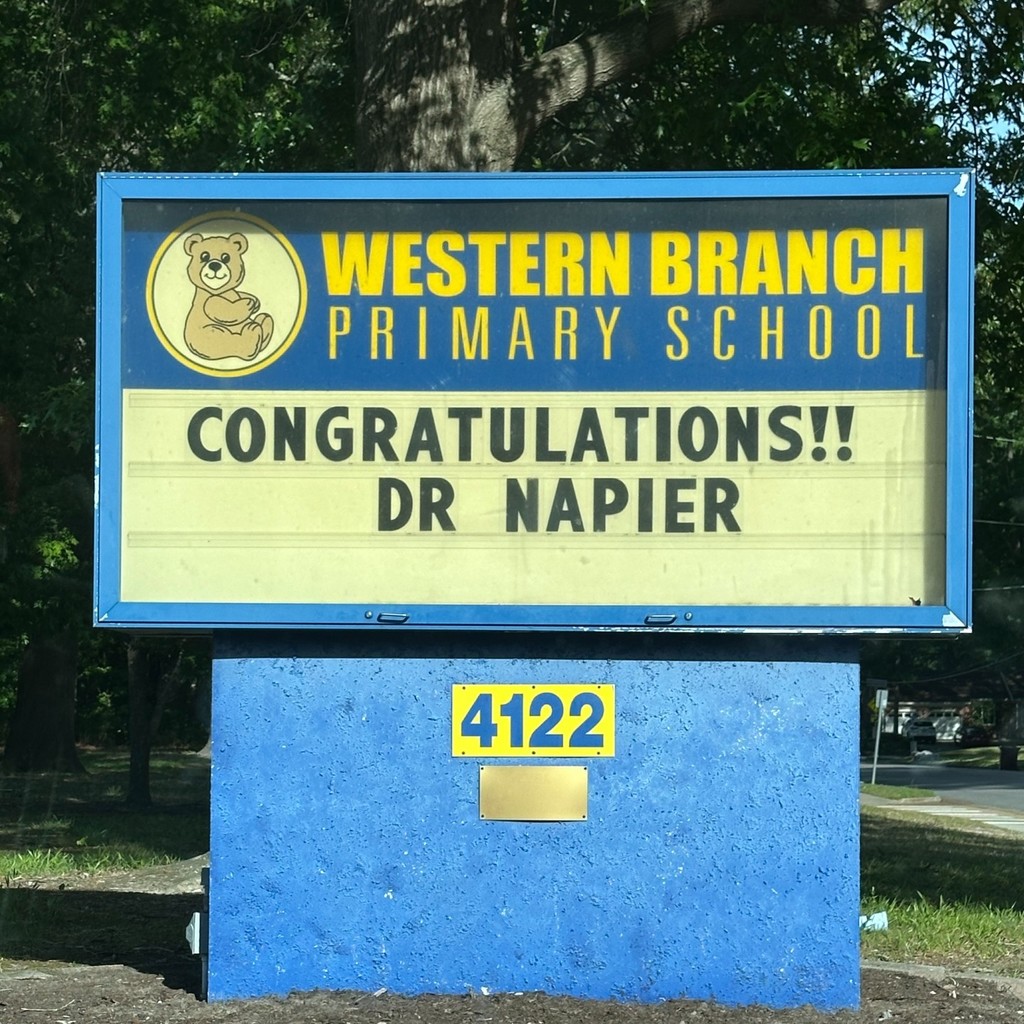 WESTERN BRANCH
PRIMARY SCHOOL
CONGRATULATIONS!!
DR NAPIER
4122